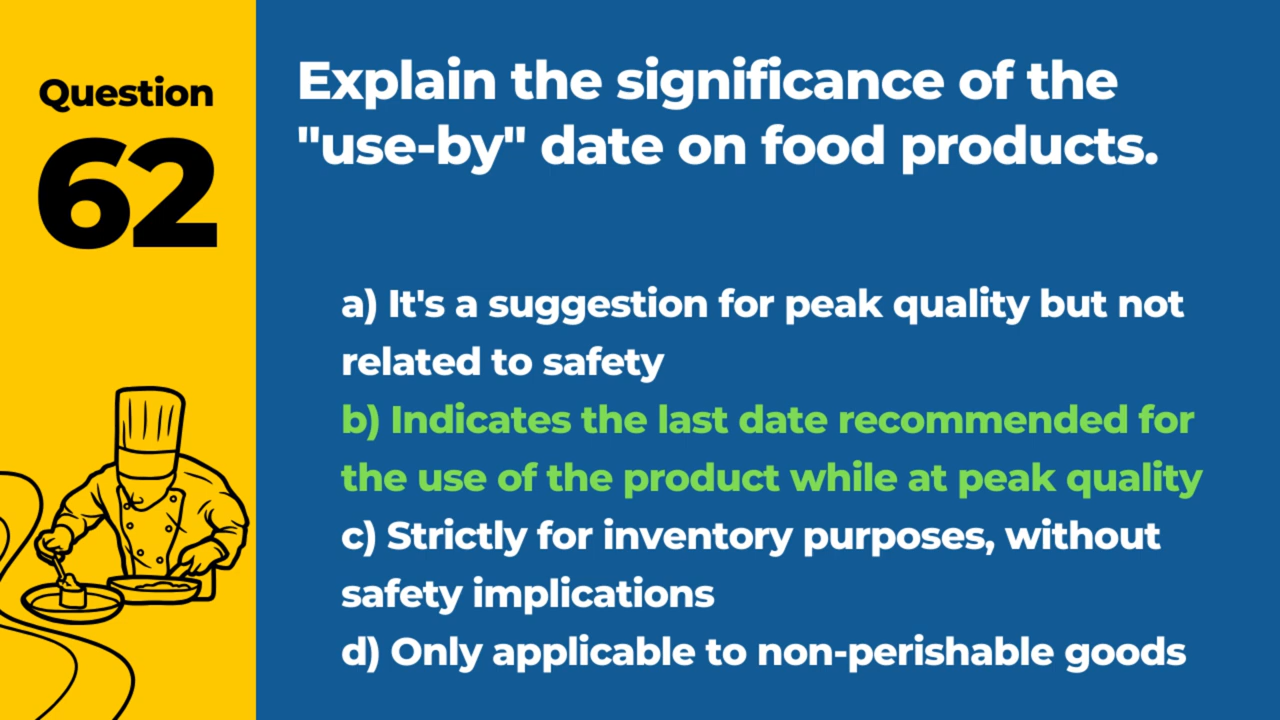 Question
62
Explain the significance of the
"use-by" date on food products.
a) It's a suggestion for peak quality but not
related to safety
b) Indicates the last date recommended for
the use of the product while at peak quality
c) Strictly for inventory purposes, without
safety implications
d) Only applicable to non-perishable goods